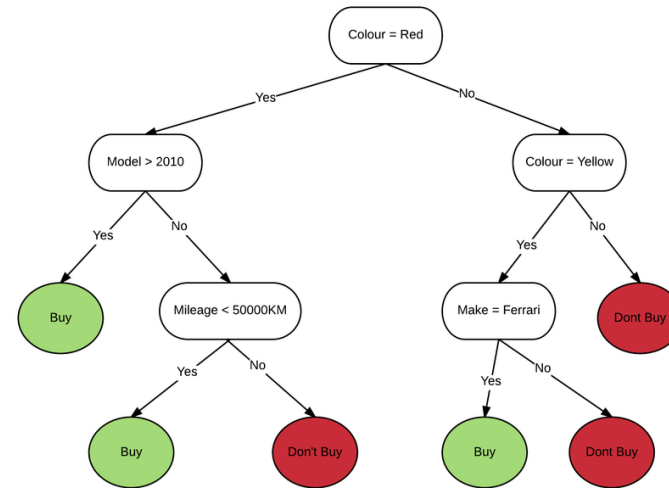 Colour = Red
Yes
No
Model > 2010
Colour = Yellow
Yes
No
Yes
No
Buy
Mileage < 50000KM
Make = Ferrari
Dont Buy
Yes
No
Yes
No
Buy
Don't Buy
Buy
Dont Buy